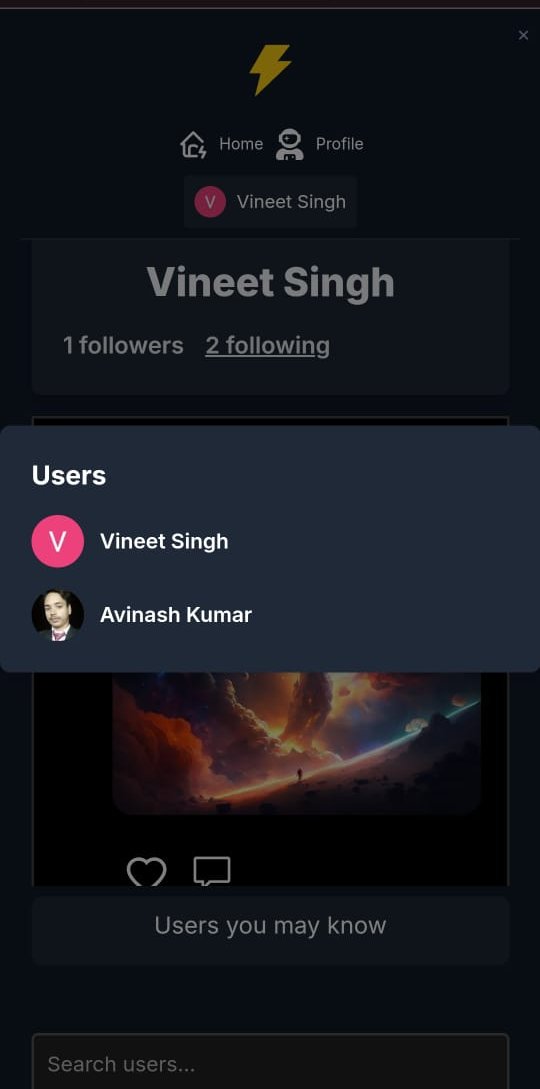 Home Profile
V Vineet Singh
Vineet Singh
1 followers 2 following
Users
V Vineet Singh
Avinash Kumar
Users you may know
Search users...